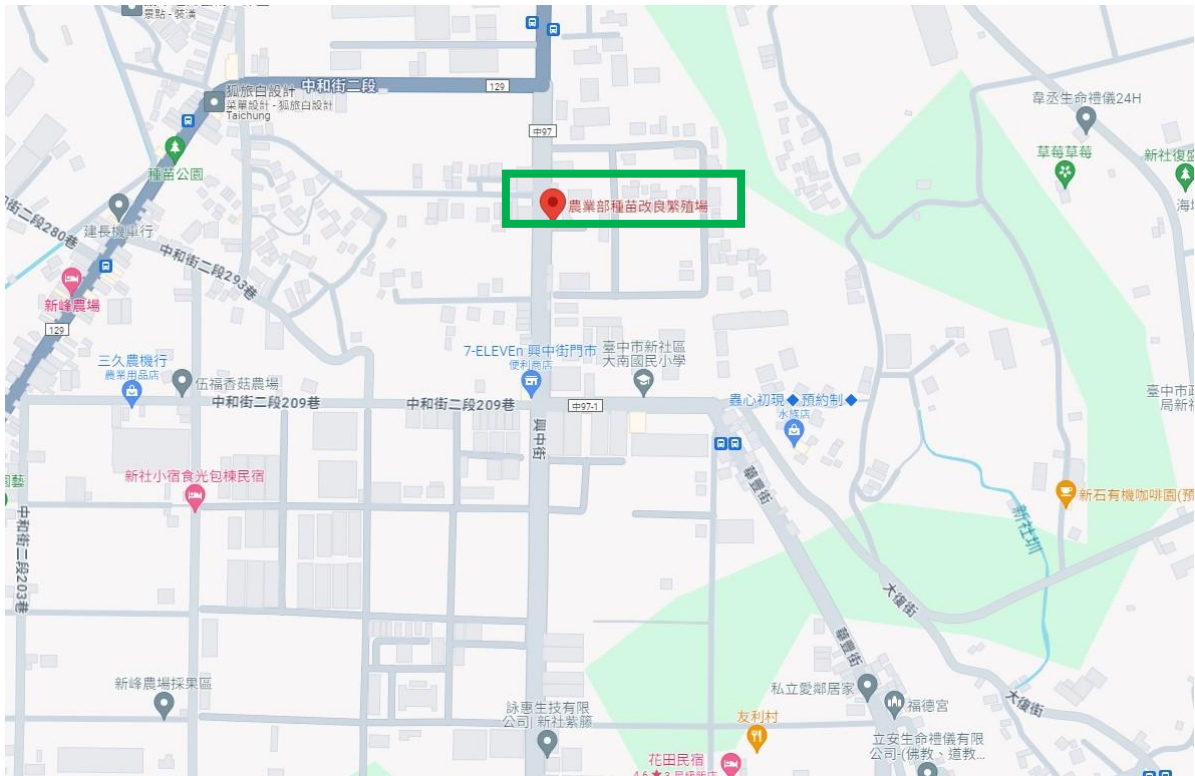 景點 - 裝潢
狐旅白設計
菜單設計 - 狐旅白設計
Taichung
中和街二段
129
中97
韋丞生命禮儀24H
草莓草莓
新社復盛
種苗公園
農業部種苗改良繁殖場
海
建長機車行
街二段280巷
中和街二段293巷
新峰農場
129
三久農機行
農業用品店
7-ELEVEn 興中街門市
便利商店
臺中市新社區
大南國民小學
伍福香菇農場
中和街二段209巷
中和街二段209巷
中97-1
蟲心初現◆預約制◆
水族店
臺中市政
局新社
興中街
新社小宿食光包棟民宿
園藝
華豐街
新石有機咖啡園(預
新社圳
中和街二段203巷
大復街
華豐街
新峰農場採果區
私立愛鄰居家
福德宮
大復街
詠惠生技有限
公司| 新社紫藤
友利村
立安生命禮儀有限
公司-(佛教、道教...
花田民宿